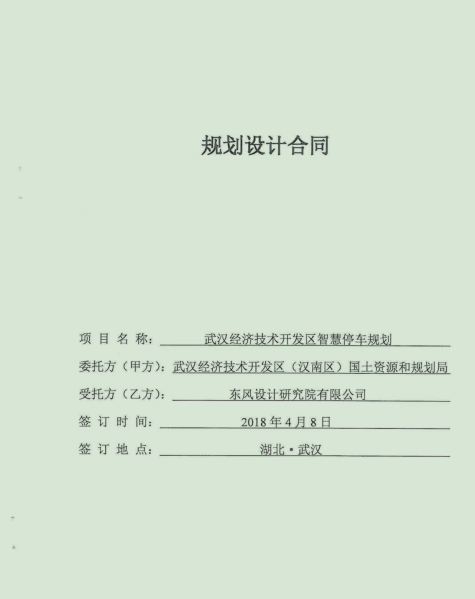 规划设计合同
项 目 名 称：武汉经济技术开发区智慧停车规划
委托方（甲方）：武汉经济技术开发区（汉南区）国土资源和规划局
受托方（乙方）：东风设计研究院有限公司
签 订 时 间：2018 年 4 月 8 日
签 订 地 点：湖北·武汉